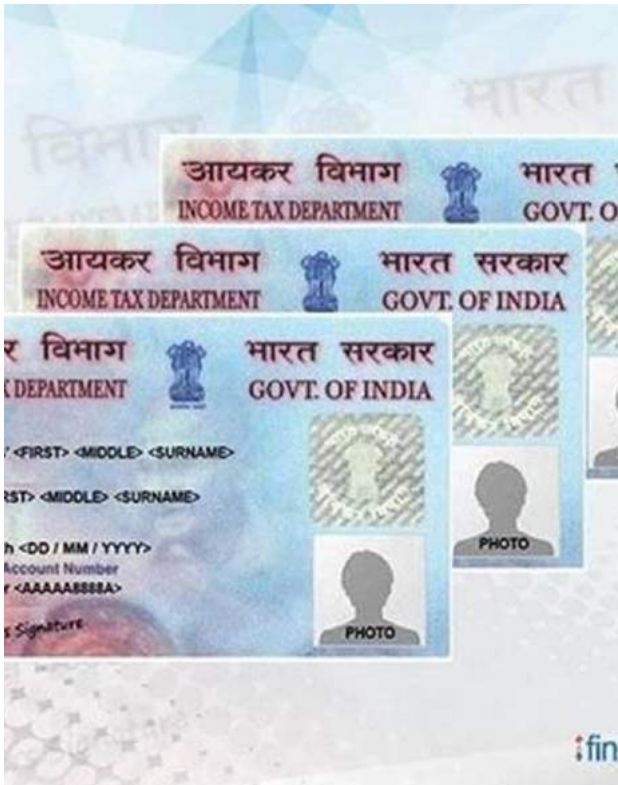 विभाग
भारत
आयकर विभाग
भारत
INCOME TAX DEPARTMENT
GOVT. O
आयकर विभाग
भारत सरकार
INCOME TAX DEPARTMENT
GOVT. OF INDIA
र विभाग
भारत सरकार
DEPARTMENT
GOVT. OF INDIA
<FIRST> <MIDDLE> <SURNAME>
RST> <MIDDLE> <SURNAME>
h <DD / MM / YYYY>
Account Number
r <AAAAA8888A>
s Signature
PHOTO
PHOTO
fin